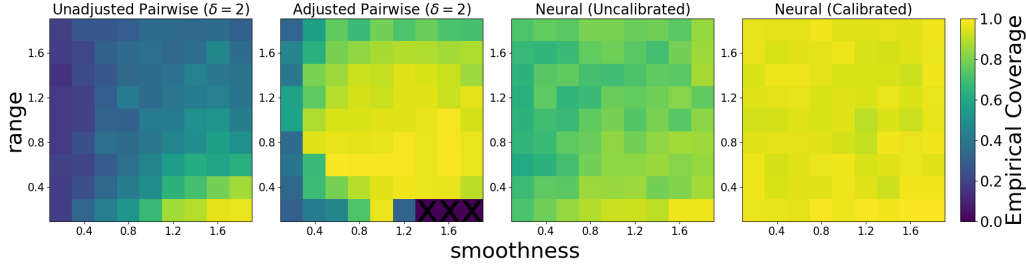 Unadjusted Pairwise (δ = 2)
Adjusted Pairwise (δ = 2)
Neural (Uncalibrated)
Neural (Calibrated)
range
1.6
1.2
0.8
0.4
0.4 0.8 1.2 1.6
1.6
1.2
0.8
0.4
0.4 0.8 1.2 1.6
1.6
1.2
0.8
0.4
0.4 0.8 1.2 1.6
1.6
1.2
0.8
0.4
0.4 0.8 1.2 1.6
1.0
0.8
0.6
0.4
0.2
0.0
Empirical Coverage
smoothness